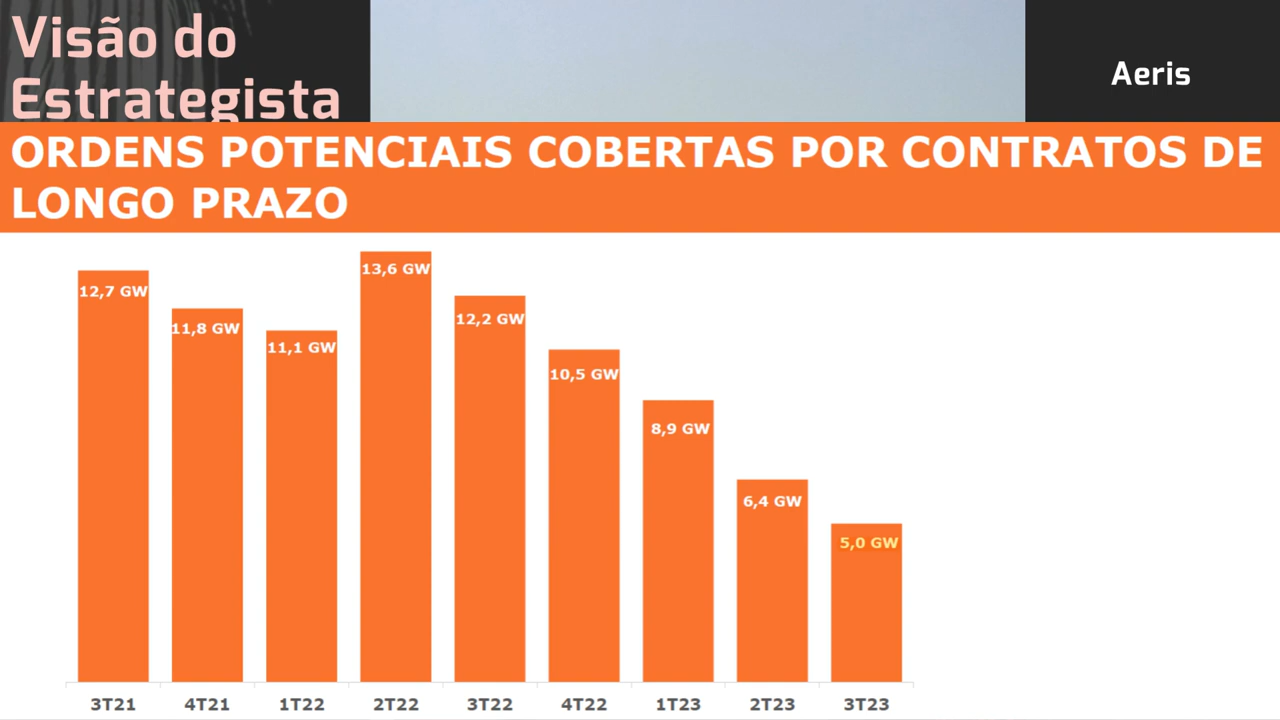 Visão do
Estrategista
Aeris
ORDENS POTENCIAIS COBERTAS POR CONTRATOS DE
LONGO PRAZO
12,7 GW
11,8 GW
11,1 GW
13,6 GW
12,2 GW
10,5 GW
8,9 GW
6,4 GW
5,0 GW
3T21 4T21 1T22 2T22 3T22 4T22 1T23 2T23 3T23